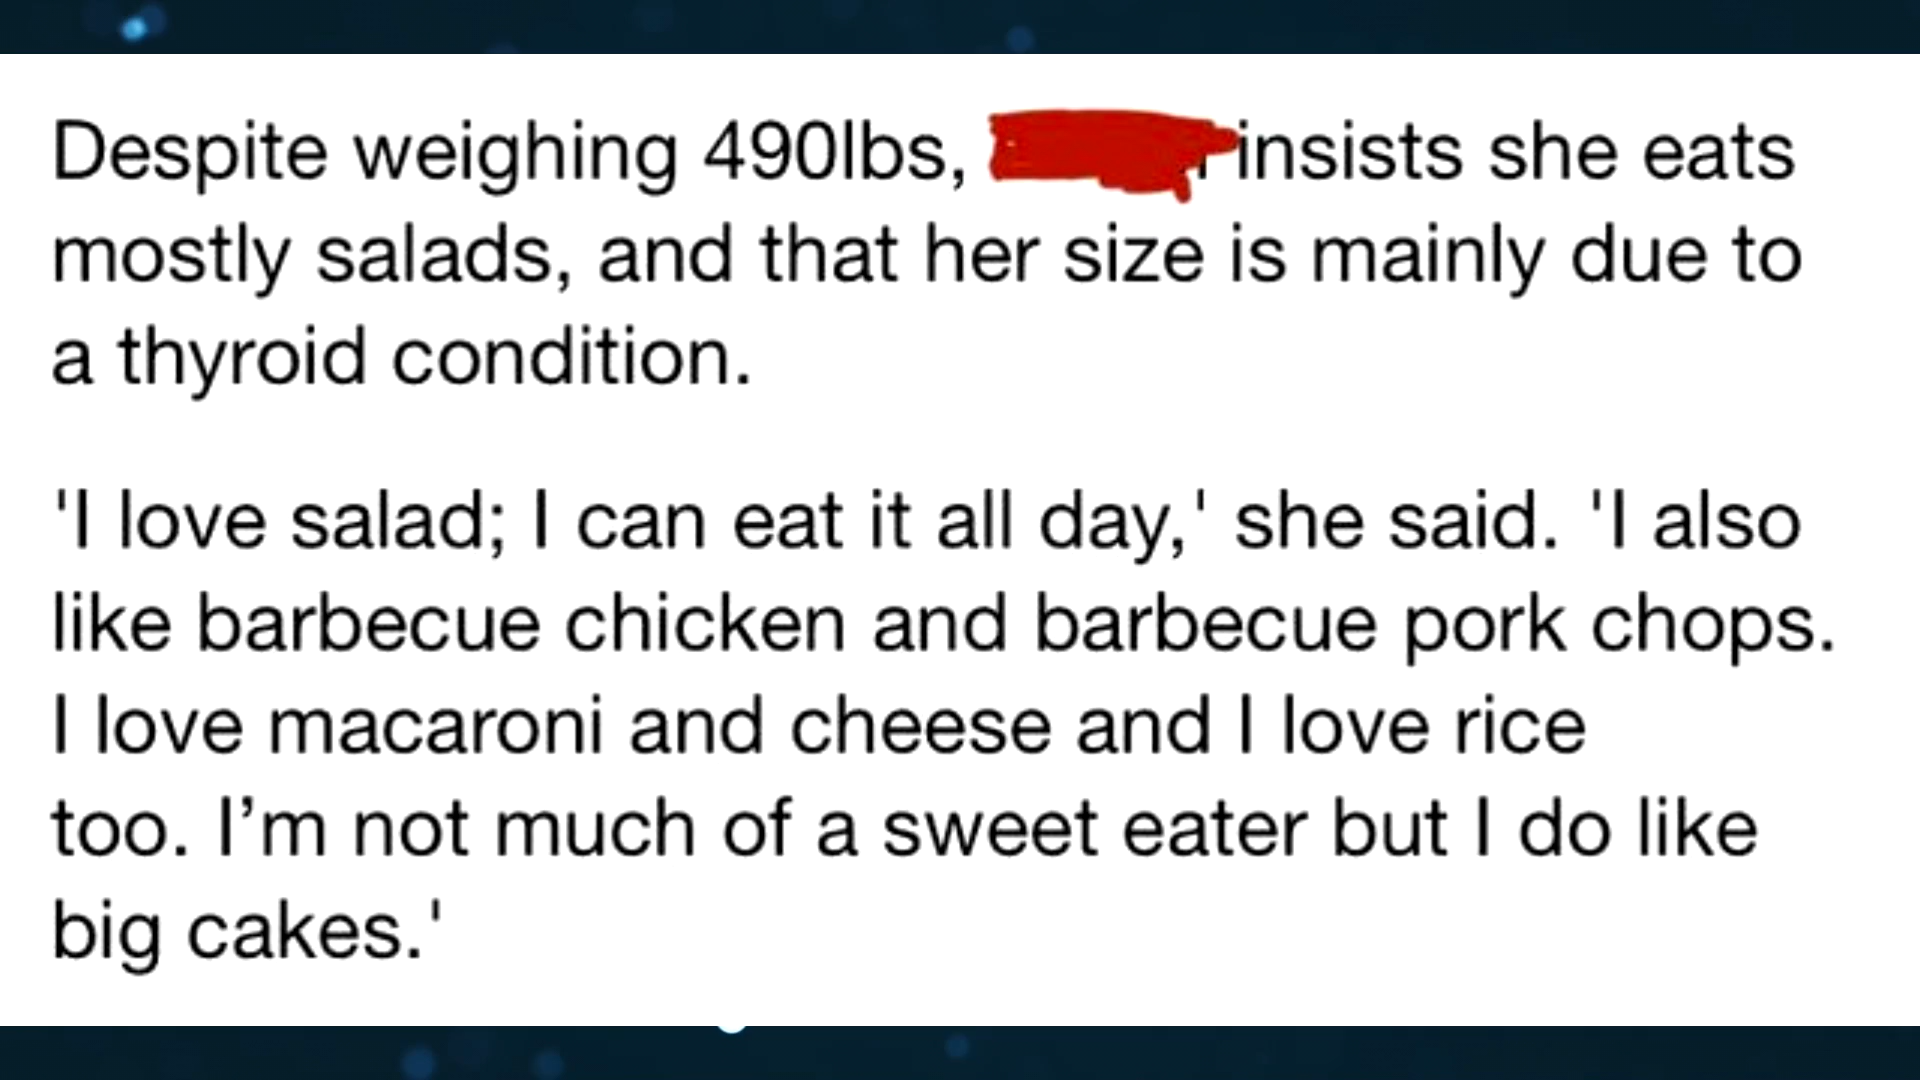 Despite weighing 490lbs, insists she eats
mostly salads, and that her size is mainly due to
a thyroid condition.
'I love salad; I can eat it all day,' she said. 'I also
like barbecue chicken and barbecue pork chops.
I love macaroni and cheese and I love rice
too. I’m not much of a sweet eater but I do like
big cakes.'